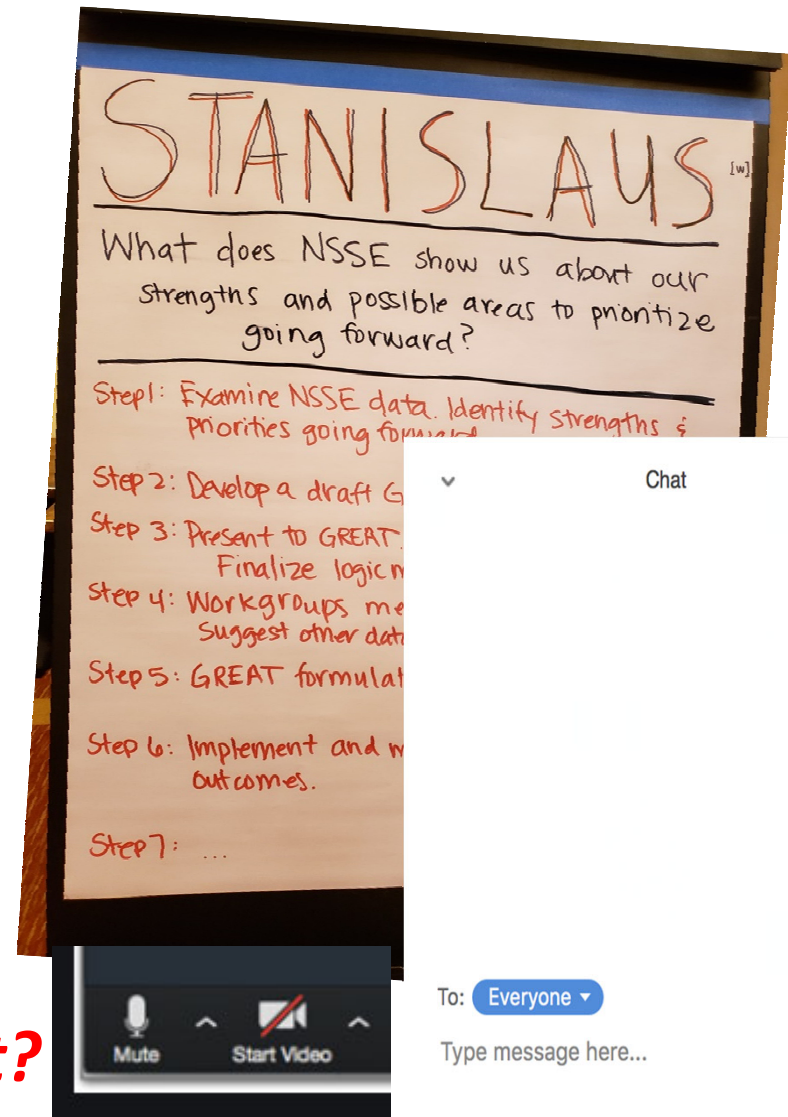 STANISLAUS
[w]
What does NSSE show us about our
strengths and possible areas to prioritize
going forward?
Step 1: Examine NSSE data. Identify strengths &
priorities going forward
Step 2: Develop a draft G
Step 3: Present to GREAT.
Finalize logic m
Step 4: Workgroups me
Suggest other data
Step 5: GREAT formulat
Step 6: Implement and m
outcomes.
Step 7: ...
Chat
To: Everyone
Type message here...
Mute
Start Video
t?